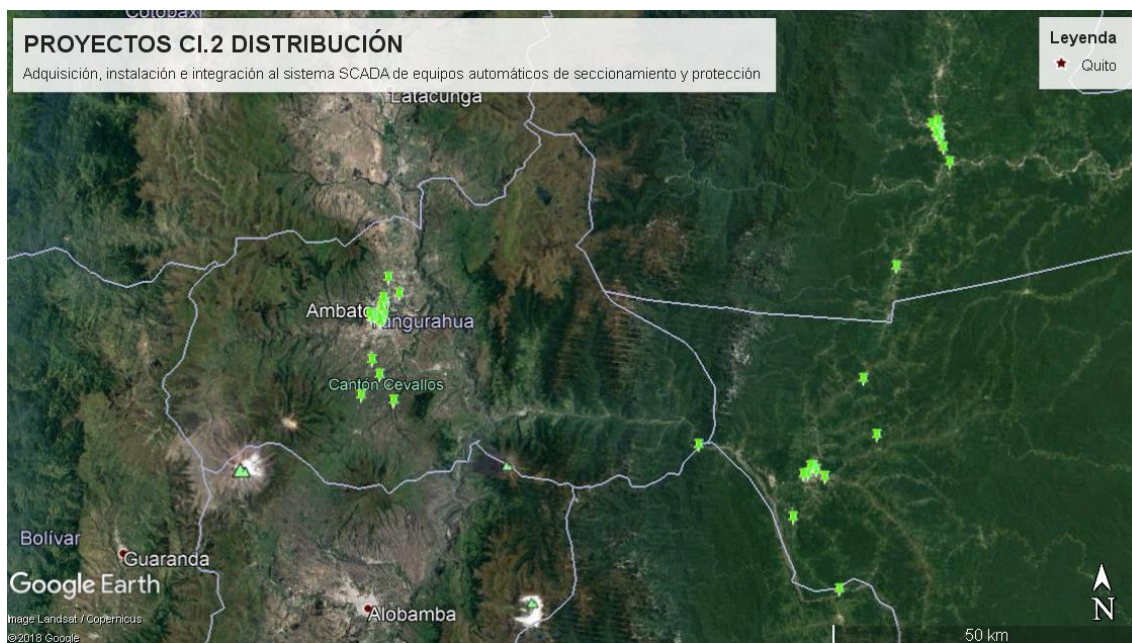 Cotopaxi
PROYECTOS CI.2 DISTRIBUCIÓN
Adquisición, instalación e integración al sistema SCADA de equipos automáticos de seccionamiento y protección
Leyenda
Quito
Latacunga
Ambato
Tungurahua
Cantón Cevallos
Bolívar
Guaranda
Google Earth
Alobamba
Image Landsat / Copernicus
©2018 Google
N
50 km